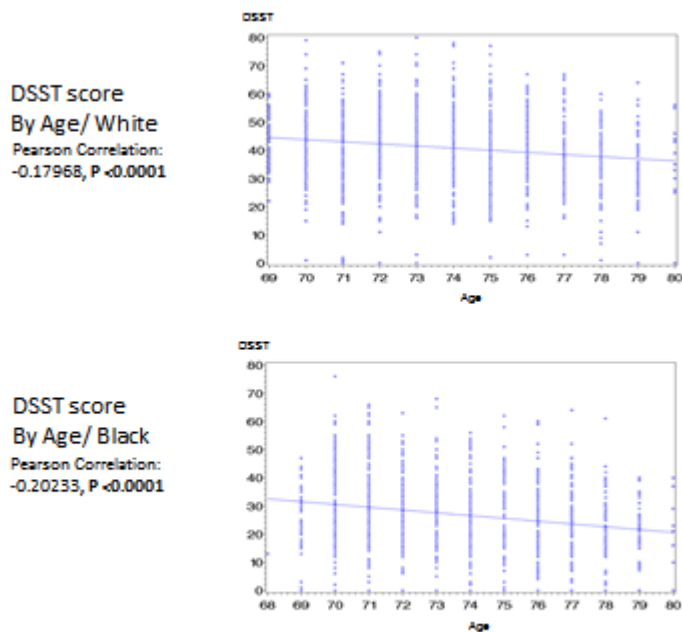 DSST
80
70
60
50
40
30
20
10
0
69 70 71 72 73 74 75 76 77 78 79 80
Age
DSST score
By Age/ White
Pearson Correlation:
-0.17968, P <0.0001
DSST
80
70
60
50
40
30
20
10
0
68 69 70 71 72 73 74 75 76 77 78 79 80
Age
DSST score
By Age/ Black
Pearson Correlation:
-0.20233, P <0.0001